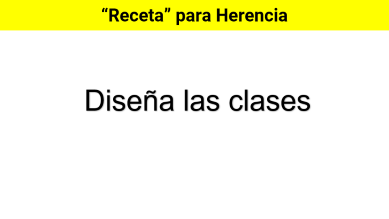 “Receta” para Herencia
Diseña las clases